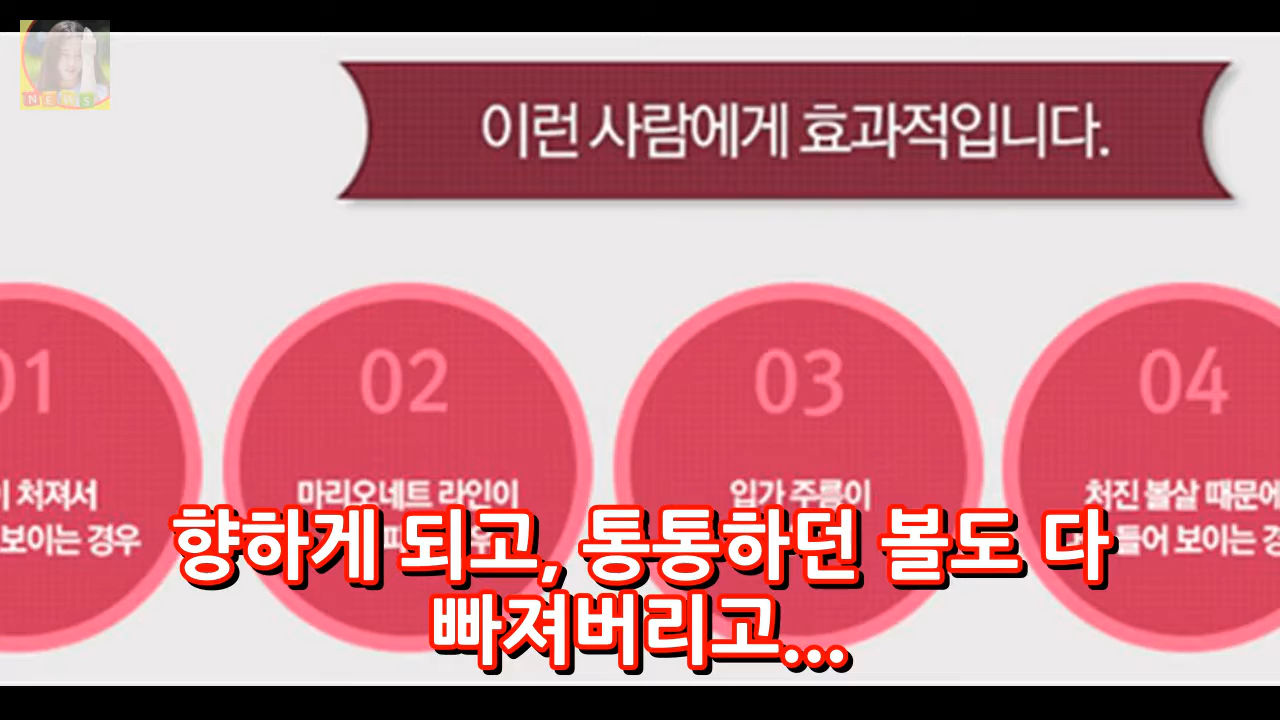 NEWS
이런 사람에게 효과적입니다.
01
처져서
보이는 경우
02
마리오네트 라인이
03
입가 주름이
04
처진 볼살 때문에
들어 보이는
향하게 되고, 통통하던 볼도 다
빠져버리고...